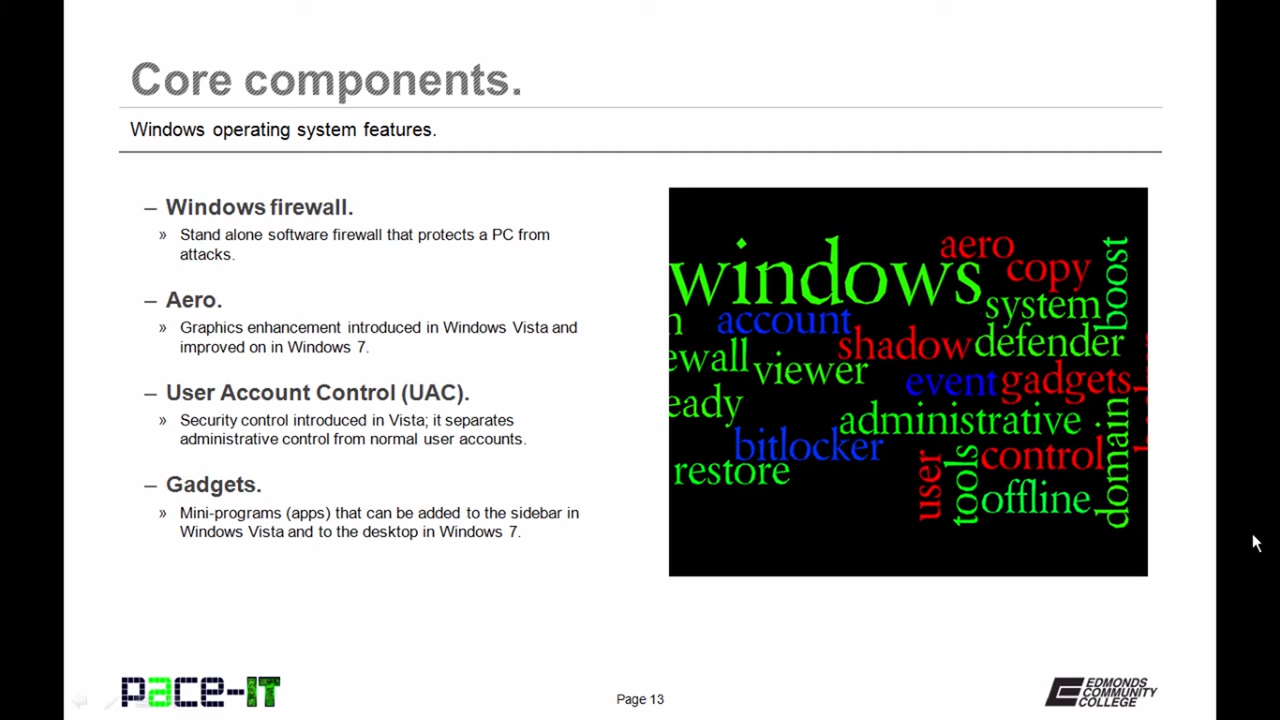 Core components.
Windows operating system features.
– Windows firewall.
» Stand alone software firewall that protects a PC from
attacks.
– Aero.
» Graphics enhancement introduced in Windows Vista and
improved on in Windows 7.
– User Account Control (UAC).
» Security control introduced in Vista; it separates
administrative control from normal user accounts.
– Gadgets.
» Mini-programs (apps) that can be added to the sidebar in
Windows Vista and to the desktop in Windows 7.
windows
aero
copy
boost
system
account
shadow
defender
ewall
viewer
event
gadgets
eady
administrative
domain
bitlocker
restore
user
tools
control
offline
pace-IT
Page 13
EDMONDS
COMMUNITY
COLLEGE